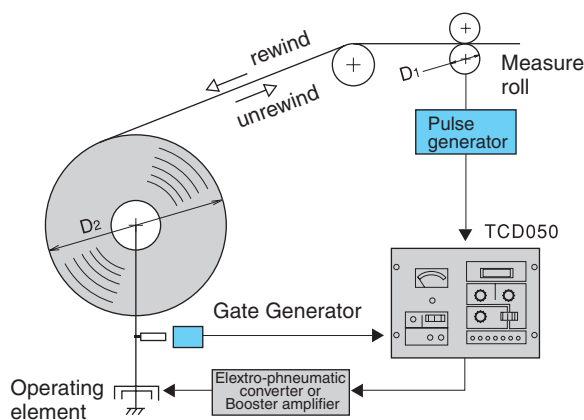 rewind
unrewind
D1
Measure
roll
Pulse
generator
D2
TCD050
Gate Generator
Operating
element
Elextro-phneumatic
converter or
Booster amplifier